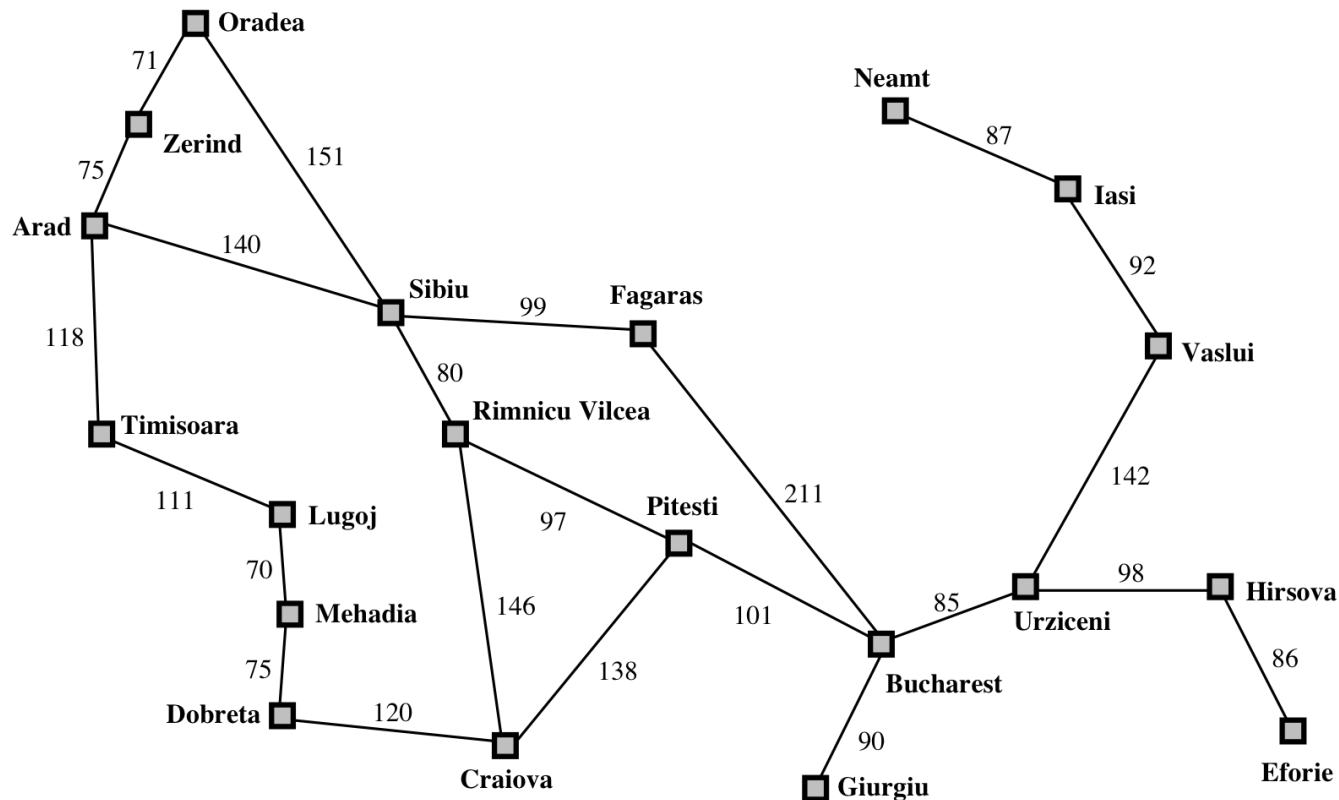 Oradea
71
Neamt
87
Zerind
151
75
Iasi
Arad
140
92
Sibiu
99
Fagaras
118
Vaslui
80
Timisoara
Rimnicu Vilcea
142
211
111
Lugoj
97
Pitesti
70
98
Hirsova
146
85
Mehadia
101
Urziceni
75
138
86
Bucharest
Dobreta
120
90
Craiova
Giurgiu
Eforie